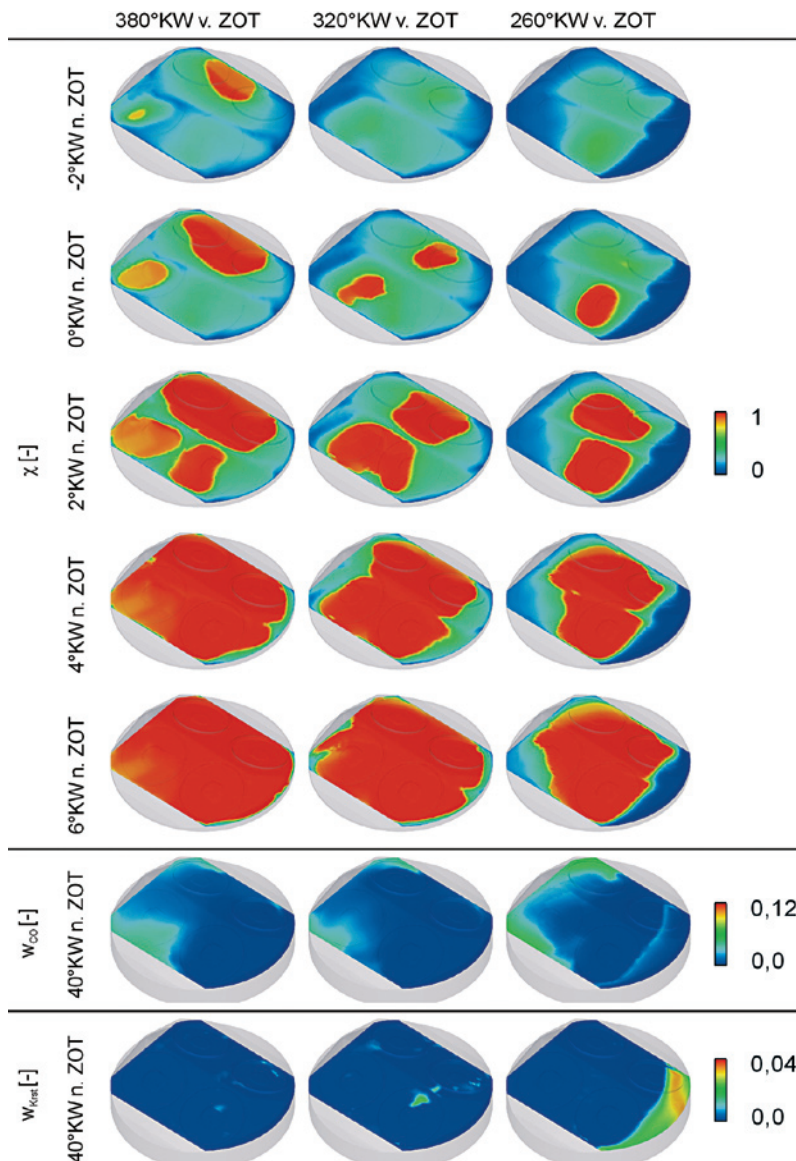 380°KW v. ZOT 320°KW v. ZOT 260°KW v. ZOT
-2°KW n. ZOT
0°KW n. ZOT
χ [-]
2°KW n. ZOT
1
0
4°KW n. ZOT
6°KW n. ZOT
w_CO [-]
40°KW n. ZOT
0,12
0,0
w_Krst [-]
40°KW n. ZOT
0,04
0,0